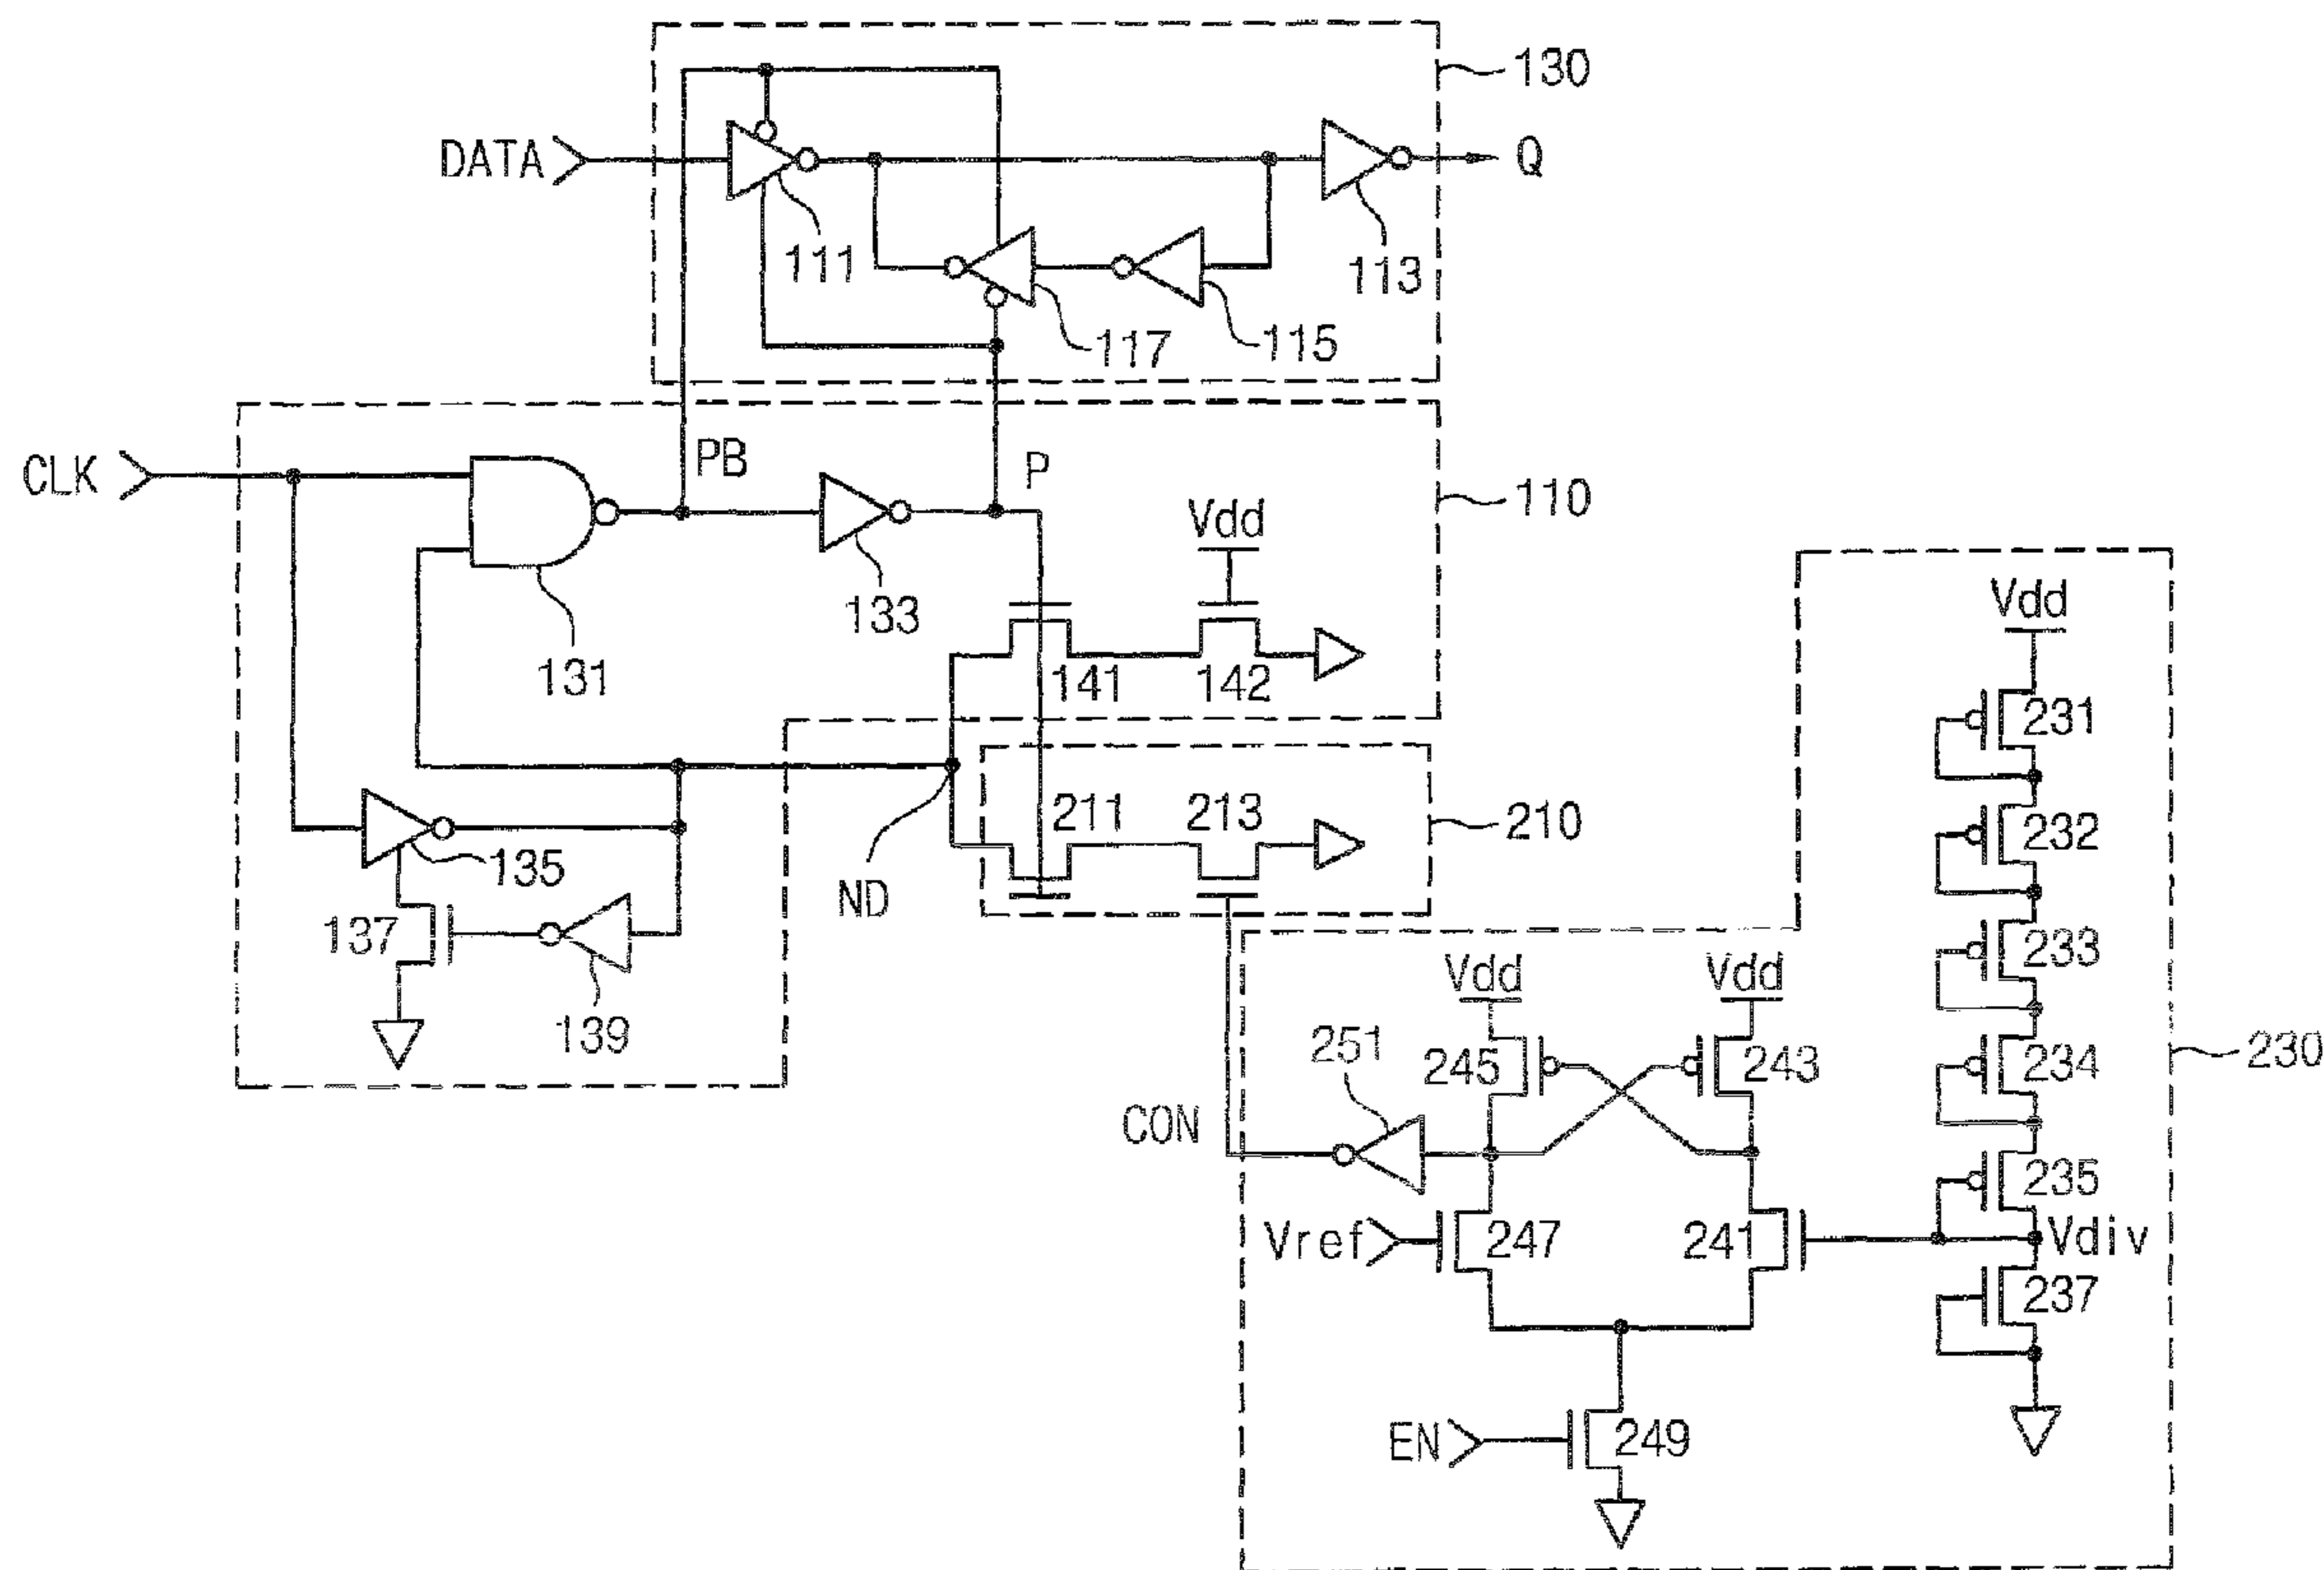 130
DATA
Q
111
113
117
115
CLK
PB
P
110
Vdd
133
131
141
142
Vdd
231
211
213
210
232
135
ND
137
233
139
Vdd
Vdd
251
245
243
234
230
CON
235
Vref
247
241
Vdiv
237
EN
249